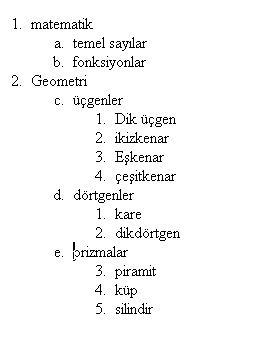 1. matematik
a. temel sayılar
b. fonksiyonlar
2. Geometri
c. üçgenler
1. Dik üçgen
2. ikizkenar
3. Eşkenar
4. çeşitkenar
d. dörtgenler
1. kare
2. dikdörtgen
e. prizmalar
3. piramit
4. küp
5. silindir